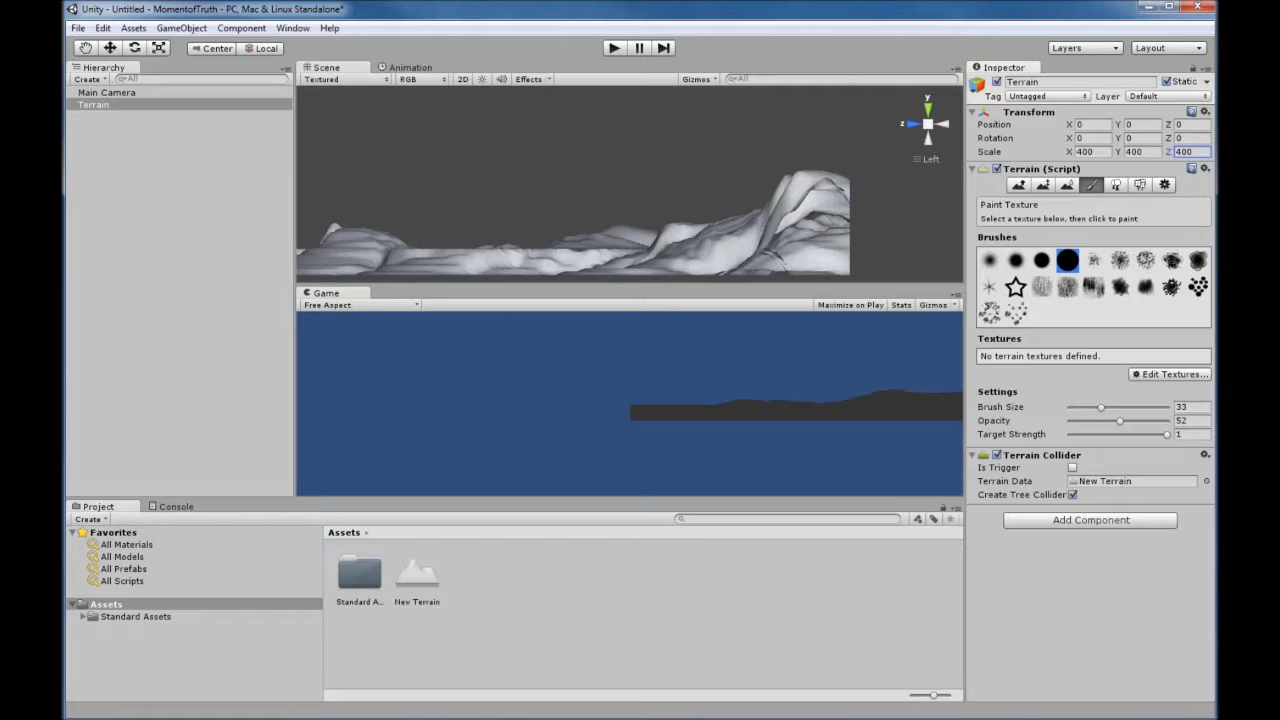 Unity - Untitled - MomentofTruth - PC, Mac & Linux Standalone*
File Edit Assets GameObject Component Window Help
Center Local Layers Layout
Hierarchy
Create All
Main Camera
Terrain
Scene Animation
Textured RGB 2D Effects Gizmos All
y
z
Left
Game
Free Aspect Maximize on Play Stats Gizmos
Inspector
Terrain Static
Tag Untagged Layer Default
Transform
Position X 0 Y 0 Z 0
Rotation X 0 Y 0 Z 0
Scale X 400 Y 400 Z 400
Terrain (Script)
Paint Texture
Select a texture below, then click to paint
Brushes
Textures
No terrain textures defined.
Edit Textures...
Settings
Brush Size 33
Opacity 52
Target Strength 1
Terrain Collider
Is Trigger
Terrain Data New Terrain
Create Tree Collider
Add Component
Project Console
Create
Favorites
All Materials
All Models
All Prefabs
All Scripts
Assets
Standard Assets
Assets
Standard A... New Terrain